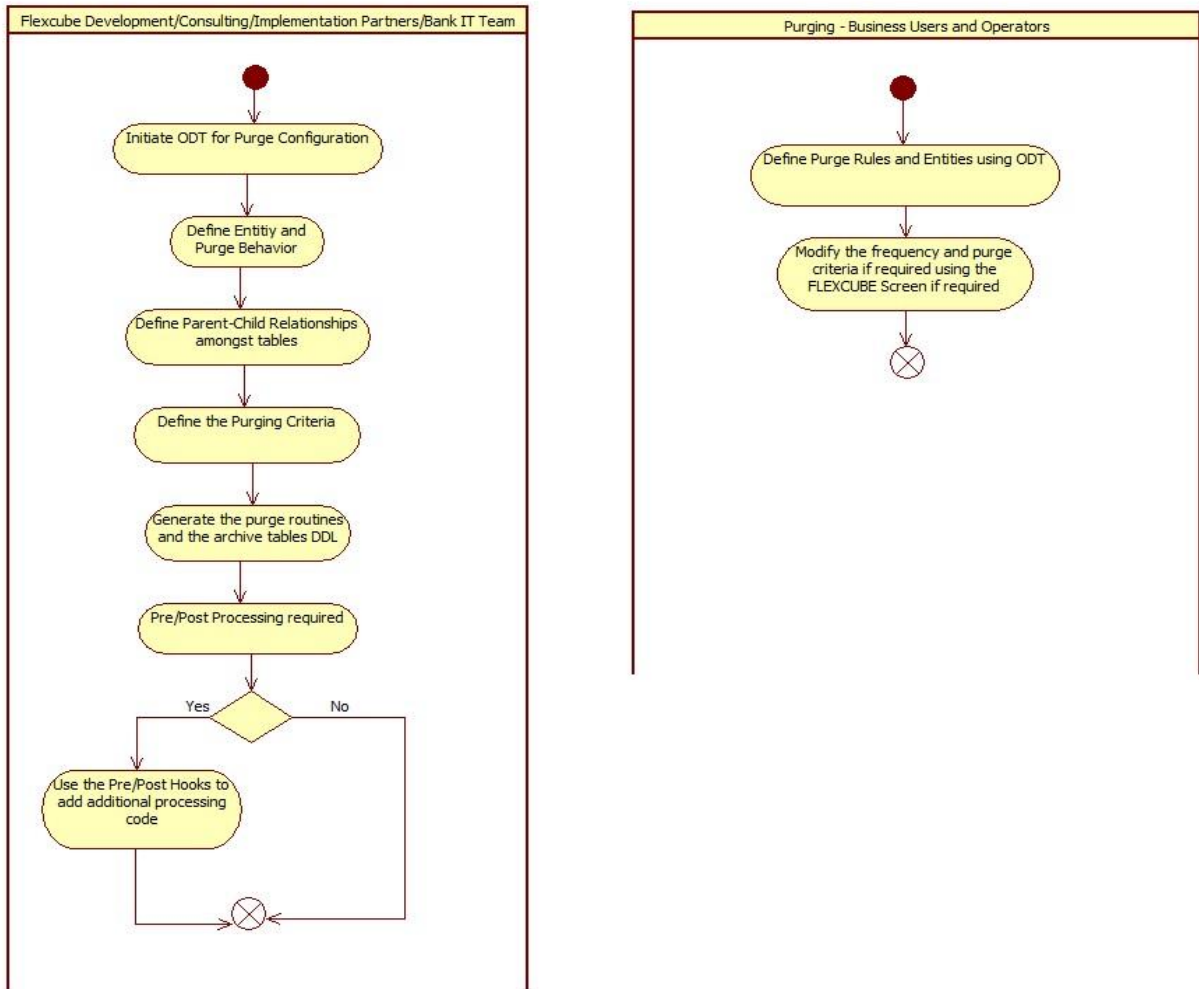 Flexcube Development/Consulting/Implementation Partners/Bank IT Team
Initiate ODT for Purge Configuration
Define Entitiy and
Purge Behavior
Define Parent-Child Relationships
amongst tables
Define the Purging Criteria
Generate the purge routines
and the archive tables DDL
Pre/Post Processing required
Yes
No
Use the Pre/Post Hooks to
add additional processing
code
Purging - Business Users and Operators
Define Purge Rules and Entities using ODT
Modify the frequency and purge
criteria if required using the
FLEXCUBE Screen if required